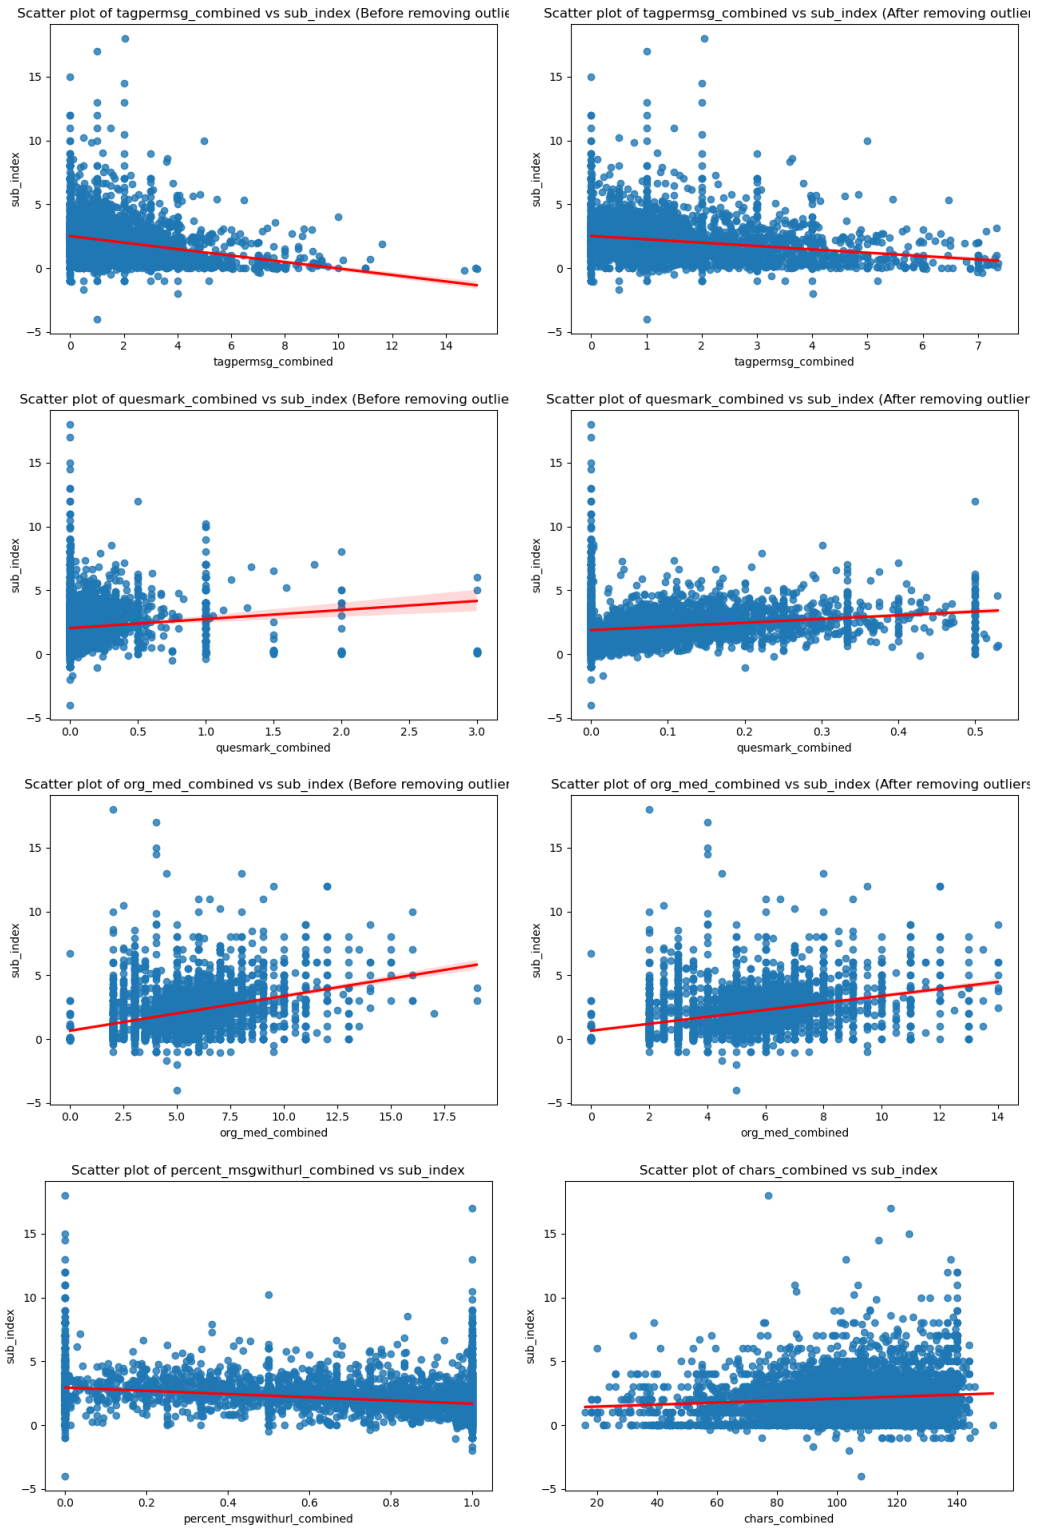 Scatter plot of tagpermsg_combined vs sub_index (Before removing outlie
Scatter plot of tagpermsg_combined vs sub_index (After removing outlier
sub_index
15
10
5
0
−5
0 2 4 6 8 10 12 14
tagpermsg_combined
sub_index
15
10
5
0
−5
0 1 2 3 4 5 6 7
tagpermsg_combined
Scatter plot of quesmark_combined vs sub_index (Before removing outlie
Scatter plot of quesmark_combined vs sub_index (After removing outlier
sub_index
15
10
5
0
−5
0.0 0.5 1.0 1.5 2.0 2.5 3.0
quesmark_combined
sub_index
15
10
5
0
−5
0.0 0.1 0.2 0.3 0.4 0.5
quesmark_combined
Scatter plot of org_med_combined vs sub_index (Before removing outlier
Scatter plot of org_med_combined vs sub_index (After removing outliers
sub_index
15
10
5
0
−5
0.0 2.5 5.0 7.5 10.0 12.5 15.0 17.5
org_med_combined
sub_index
15
10
5
0
−5
0 2 4 6 8 10 12 14
org_med_combined
Scatter plot of percent_msgwithurl_combined vs sub_index
Scatter plot of chars_combined vs sub_index
sub_index
15
10
5
0
−5
0.0 0.2 0.4 0.6 0.8 1.0
percent_msgwithurl_combined
sub_index
15
10
5
0
−5
20 40 60 80 100 120 140
chars_combined